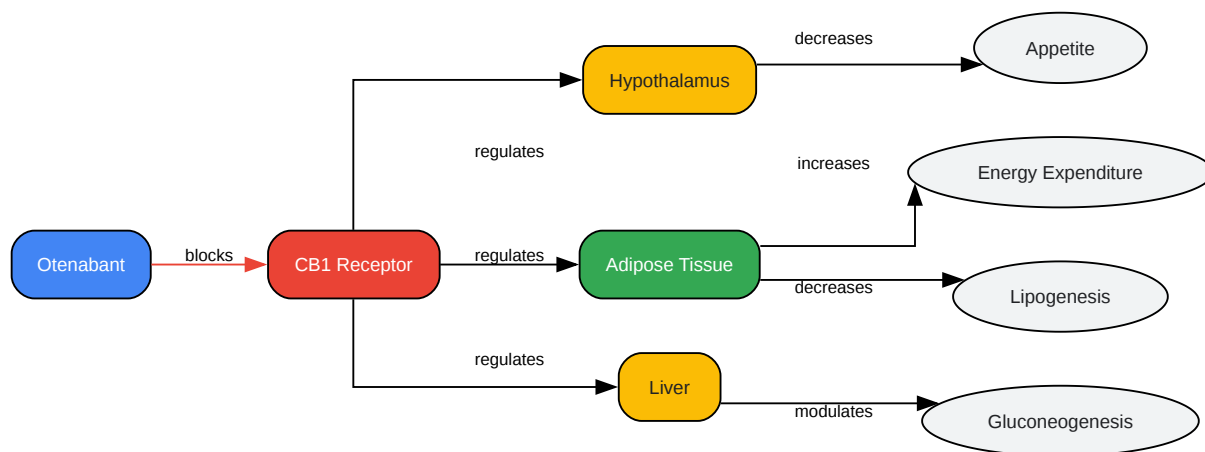 decreases
Appetite
Hypothalamus
regulates
increases
Energy Expenditure
Otenabant
blocks
CB1 Receptor
regulates
Adipose Tissue
decreases
Lipogenesis
regulates
Liver
modulates
Gluconeogenesis